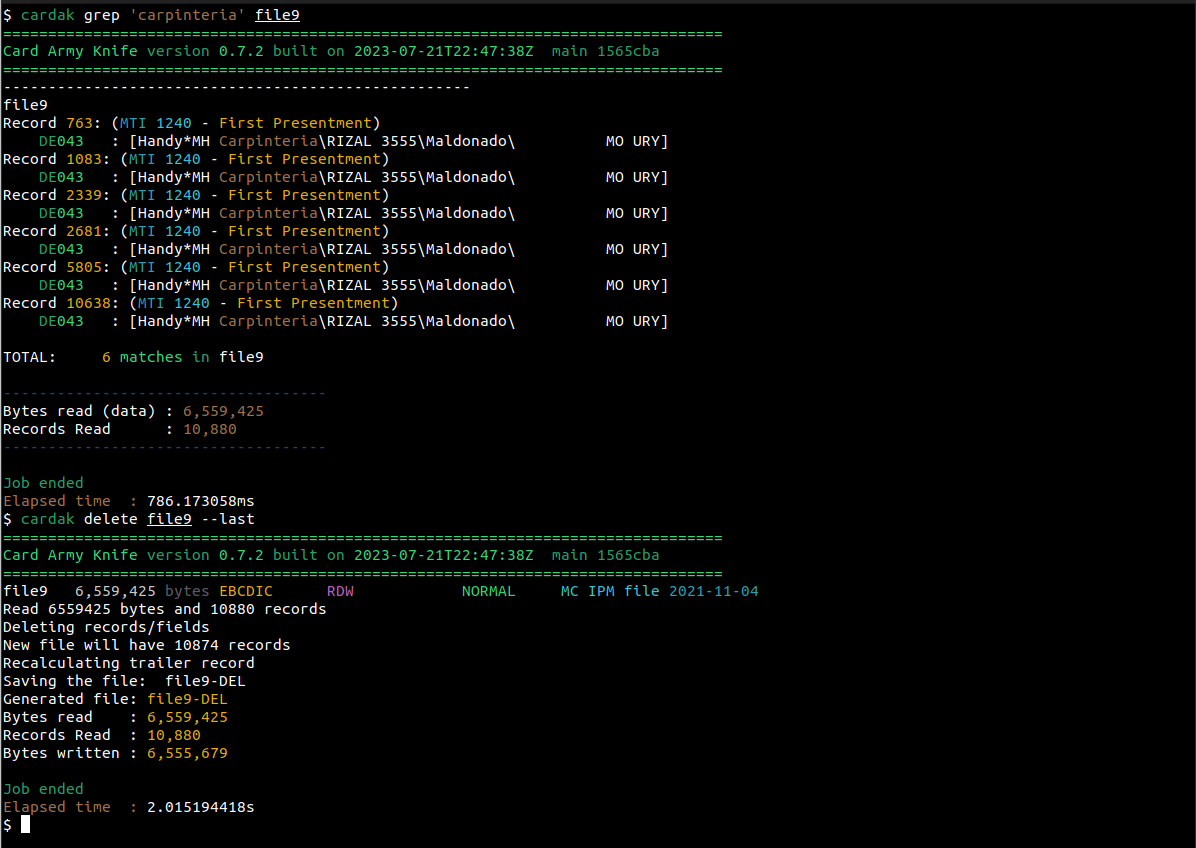 $ cardak grep 'carpinteria' file9
================================================================================
Card Army Knife version 0.7.2 built on 2023-07-21T22:47:38Z  main 1565cba
================================================================================
----------------------------------------------------
file9
Record 763: (MTI 1240 - First Presentment)
    DE043   : [Handy*MH Carpinteria\RIZAL 3555\Maldonado\          MO URY]
Record 1083: (MTI 1240 - First Presentment)
    DE043   : [Handy*MH Carpinteria\RIZAL 3555\Maldonado\          MO URY]
Record 2339: (MTI 1240 - First Presentment)
    DE043   : [Handy*MH Carpinteria\RIZAL 3555\Maldonado\          MO URY]
Record 2681: (MTI 1240 - First Presentment)
    DE043   : [Handy*MH Carpinteria\RIZAL 3555\Maldonado\          MO URY]
Record 5805: (MTI 1240 - First Presentment)
    DE043   : [Handy*MH Carpinteria\RIZAL 3555\Maldonado\          MO URY]
Record 10638: (MTI 1240 - First Presentment)
    DE043   : [Handy*MH Carpinteria\RIZAL 3555\Maldonado\          MO URY]
TOTAL:     6 matches in file9
------------------------------------
Bytes read (data) : 6,559,425
Records Read      : 10,880
------------------------------------
Job ended
Elapsed time  : 786.173058ms
$ cardak delete file9 --last
================================================================================
Card Army Knife version 0.7.2 built on 2023-07-21T22:47:38Z  main 1565cba
================================================================================
file9   6,559,425 bytes EBCDIC      RDW            NORMAL     MC IPM file 2021-11-04
Read 6559425 bytes and 10880 records
Deleting records/fields
New file will have 10874 records
Recalculating trailer record
Saving the file:  file9-DEL
Generated file: file9-DEL
Bytes read    : 6,559,425
Records Read  : 10,880
Bytes written : 6,555,679
Job ended
Elapsed time  : 2.015194418s
$